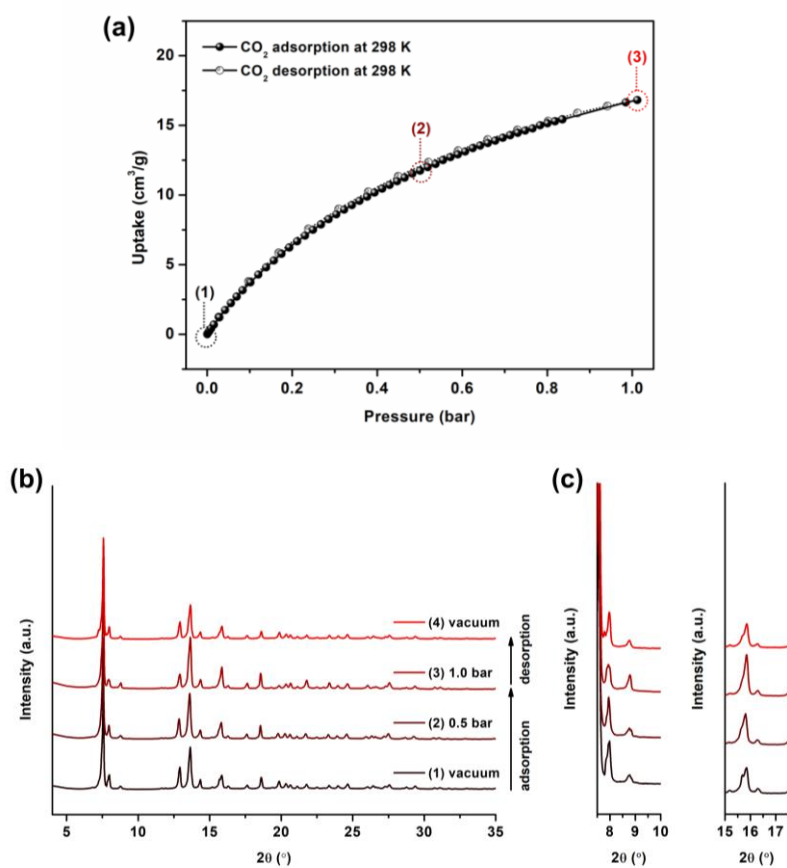 (a)
CO₂ adsorption at 298 K
CO₂ desorption at 298 K
(3)
(2)
(1)
20
15
10
5
0
Uptake (cm³/g)
0.0 0.2 0.4 0.6 0.8 1.0
Pressure (bar)
(b)
Intensity (a.u.)
(4) vacuum
(3) 1.0 bar
(2) 0.5 bar
(1) vacuum
desorption
adsorption
5 10 15 20 25 30 35
2θ (°)
(c)
Intensity (a.u.)
8 9 10
2θ (°)
Intensity (a.u.)
15 16 17
2θ (°)